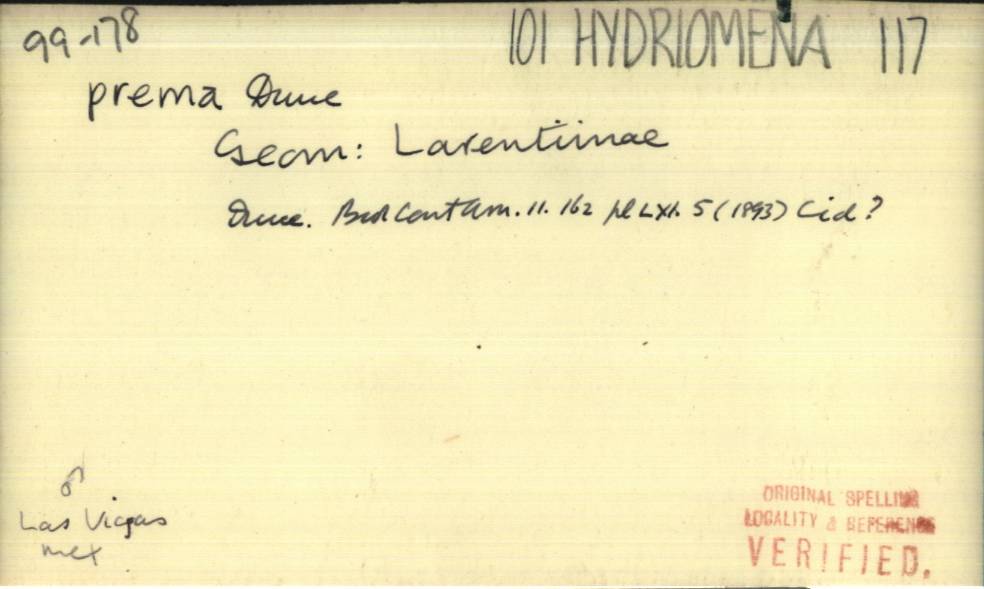 99-178
101 HYDRIOMENA 117
prema Druce
Geom: Larentiinae
Druce. Biol Cent Am. 11. 162 pl LXI. 5 (1893) Cid?
♂
Las Vigas
Mex
ORIGINAL SPELLING
LOCALITY & REFERENCE
VERIFIED.